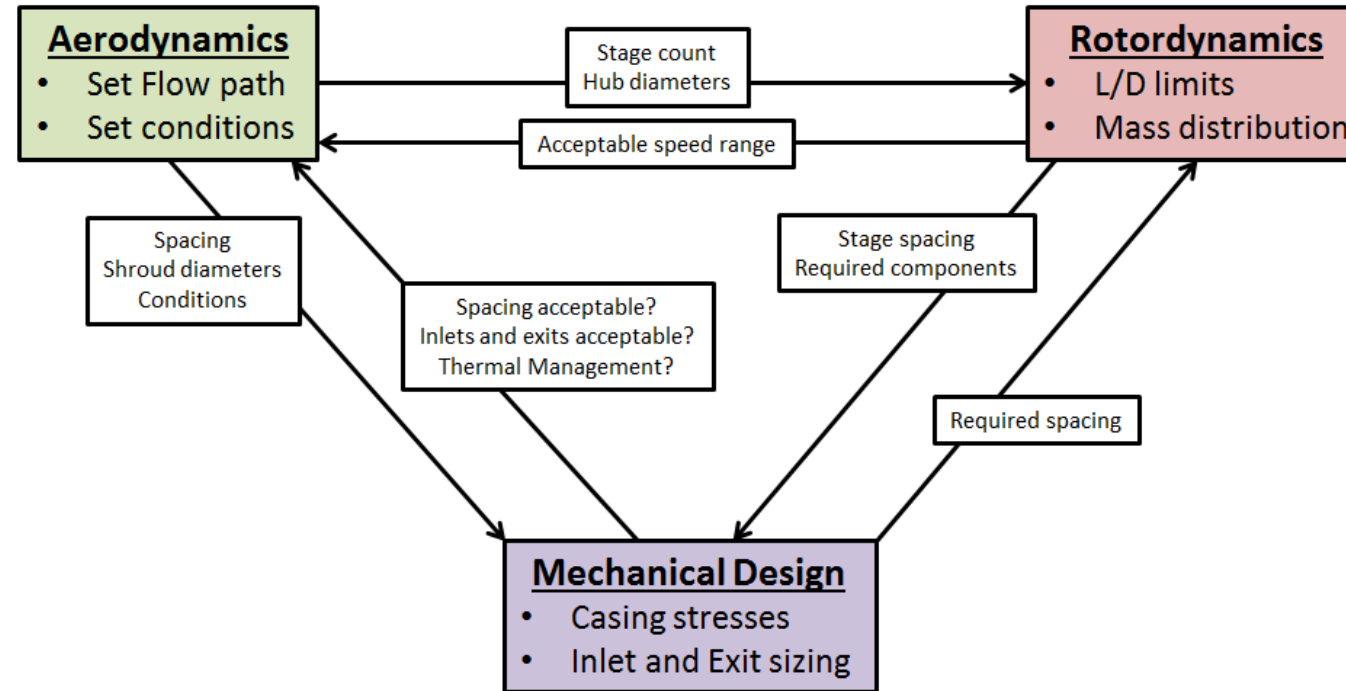 Aerodynamics
• Set Flow path
• Set conditions
Stage count
Hub diameters
Acceptable speed range
Rotordynamics
• L/D limits
• Mass distribution
Spacing
Shroud diameters
Conditions
Spacing acceptable?
Inlets and exits acceptable?
Thermal Management?
Stage spacing
Required components
Required spacing
Mechanical Design
• Casing stresses
• Inlet and Exit sizing